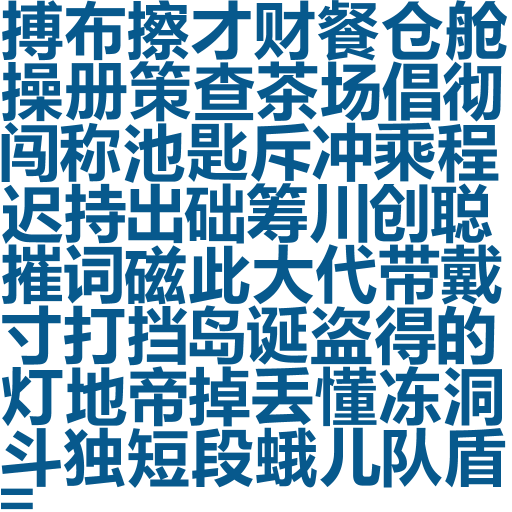 搏布擦才财餐仓舱
操册策查茶场倡彻
闯称池匙斥冲乘程
迟持出础筹川创聪
摧词磁此大代带戴
寸打挡岛诞盗得的
灯地帝掉丢懂冻洞
斗独短段蛾儿队盾